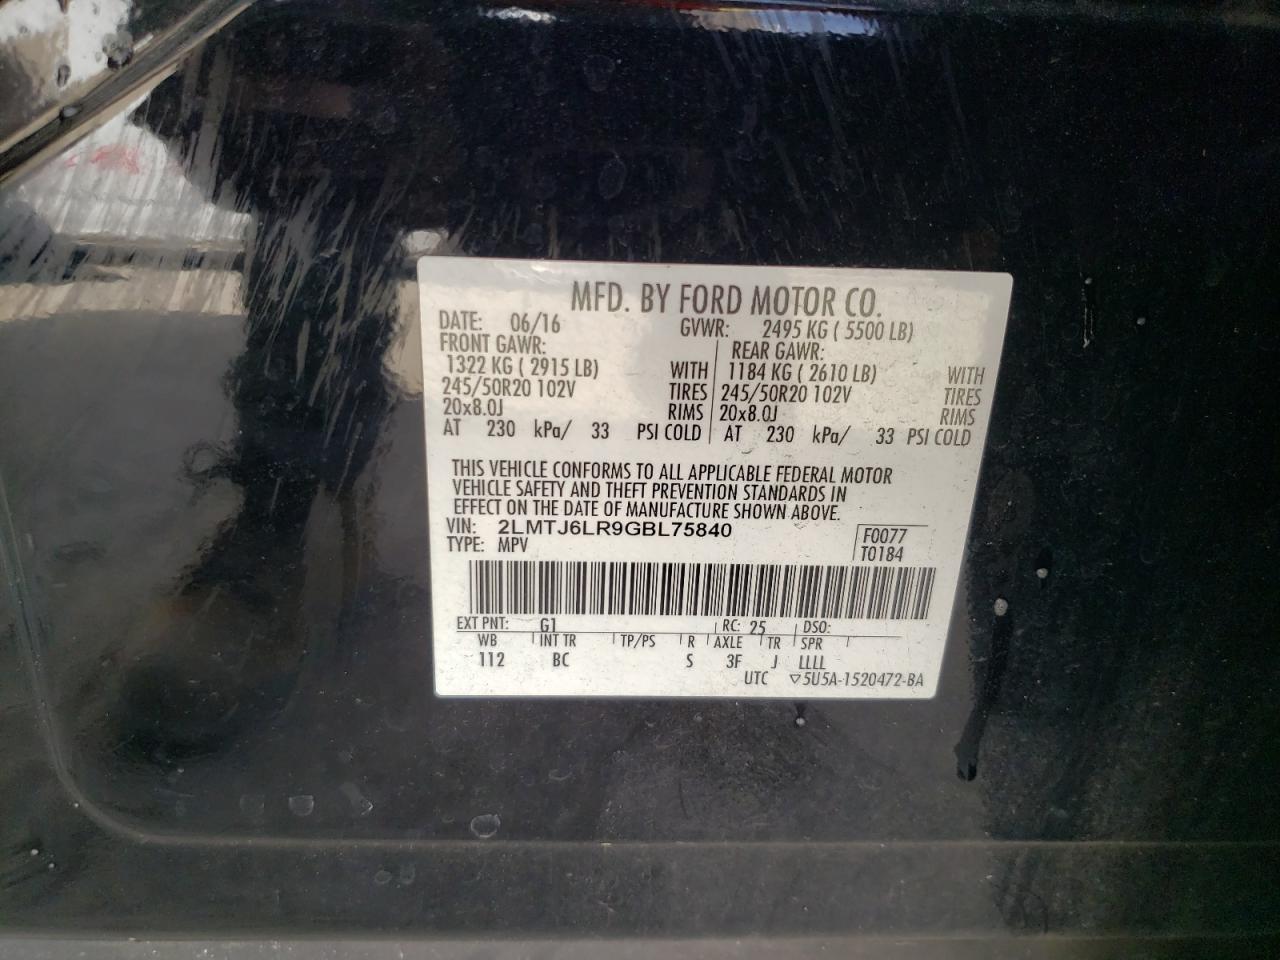 MFD. BY FORD MOTOR CO.
DATE: 06/16 GVWR: 2495 KG ( 5500 LB)
FRONT GAWR: REAR GAWR:
1322 KG ( 2915 LB) WITH 1184 KG ( 2610 LB) WITH
245/50R20 102V TIRES 245/50R20 102V TIRES
20x8.0J RIMS 20x8.0J RIMS
AT 230 kPa/ 33 PSI COLD AT 230 kPa/ 33 PSI COLD
THIS VEHICLE CONFORMS TO ALL APPLICABLE FEDERAL MOTOR
VEHICLE SAFETY AND THEFT PREVENTION STANDARDS IN
EFFECT ON THE DATE OF MANUFACTURE SHOWN ABOVE.
VIN: 2LMTJ6LR9GBL75840 F0077
TYPE: MPV T0184
EXT PNT: G1 RC: 25 DSO:
WB INT TR TP/PS R AXLE TR SPR
112 BC S 3F J LLLL
UTC ▽5U5A-1520472-BA